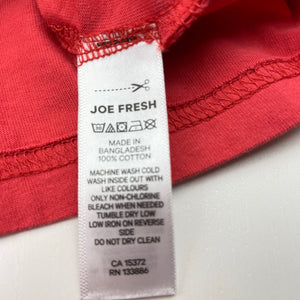 JOE FRESH
MADE IN
BANGLADESH
100% COTTON
MACHINE WASH COLD
WASH INSIDE OUT WITH
LIKE COLOURS
ONLY NON-CHLORINE
BLEACH WHEN NEEDED
TUMBLE DRY LOW
LOW IRON ON REVERSE
SIDE
DO NOT DRY CLEAN
CA 15372
RN 133886